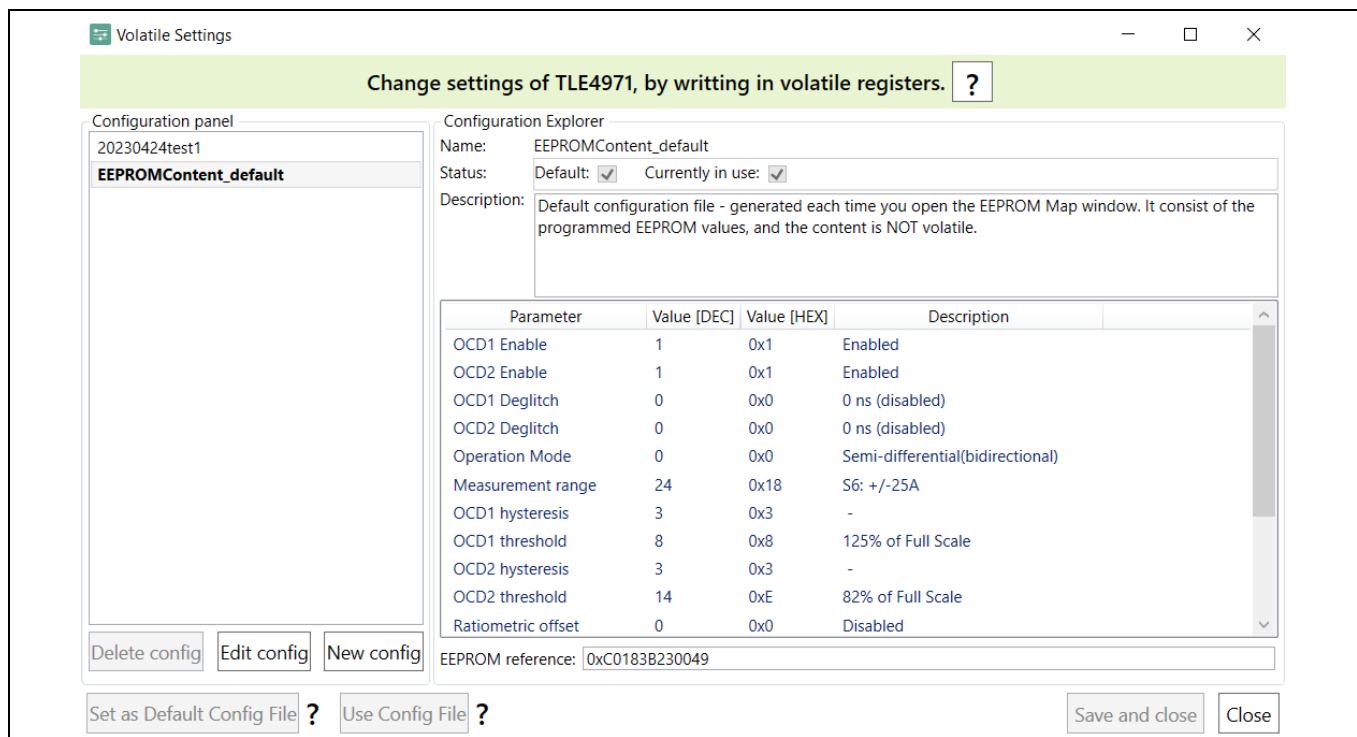 Volatile Settings
Change settings of TLE4971, by writting in volatile registers. ?
Configuration panel
20230424test1
EEPROMContent_default
Delete config Edit config New config
Configuration Explorer
Name: EEPROMContent_default
Status: Default: Currently in use:
Description: Default configuration file - generated each time you open the EEPROM Map window. It consist of the
programmed EEPROM values, and the content is NOT volatile.
Parameter Value [DEC] Value [HEX] Description
OCD1 Enable 1 0x1 Enabled
OCD2 Enable 1 0x1 Enabled
OCD1 Deglitch 0 0x0 0 ns (disabled)
OCD2 Deglitch 0 0x0 0 ns (disabled)
Operation Mode 0 0x0 Semi-differential(bidirectional)
Measurement range 24 0x18 S6: +/-25A
OCD1 hysteresis 3 0x3 -
OCD1 threshold 8 0x8 125% of Full Scale
OCD2 hysteresis 3 0x3 -
OCD2 threshold 14 0xE 82% of Full Scale
Ratiometric offset 0 0x0 Disabled
EEPROM reference: 0xC0183B230049
Set as Default Config File ? Use Config File ? Save and close Close